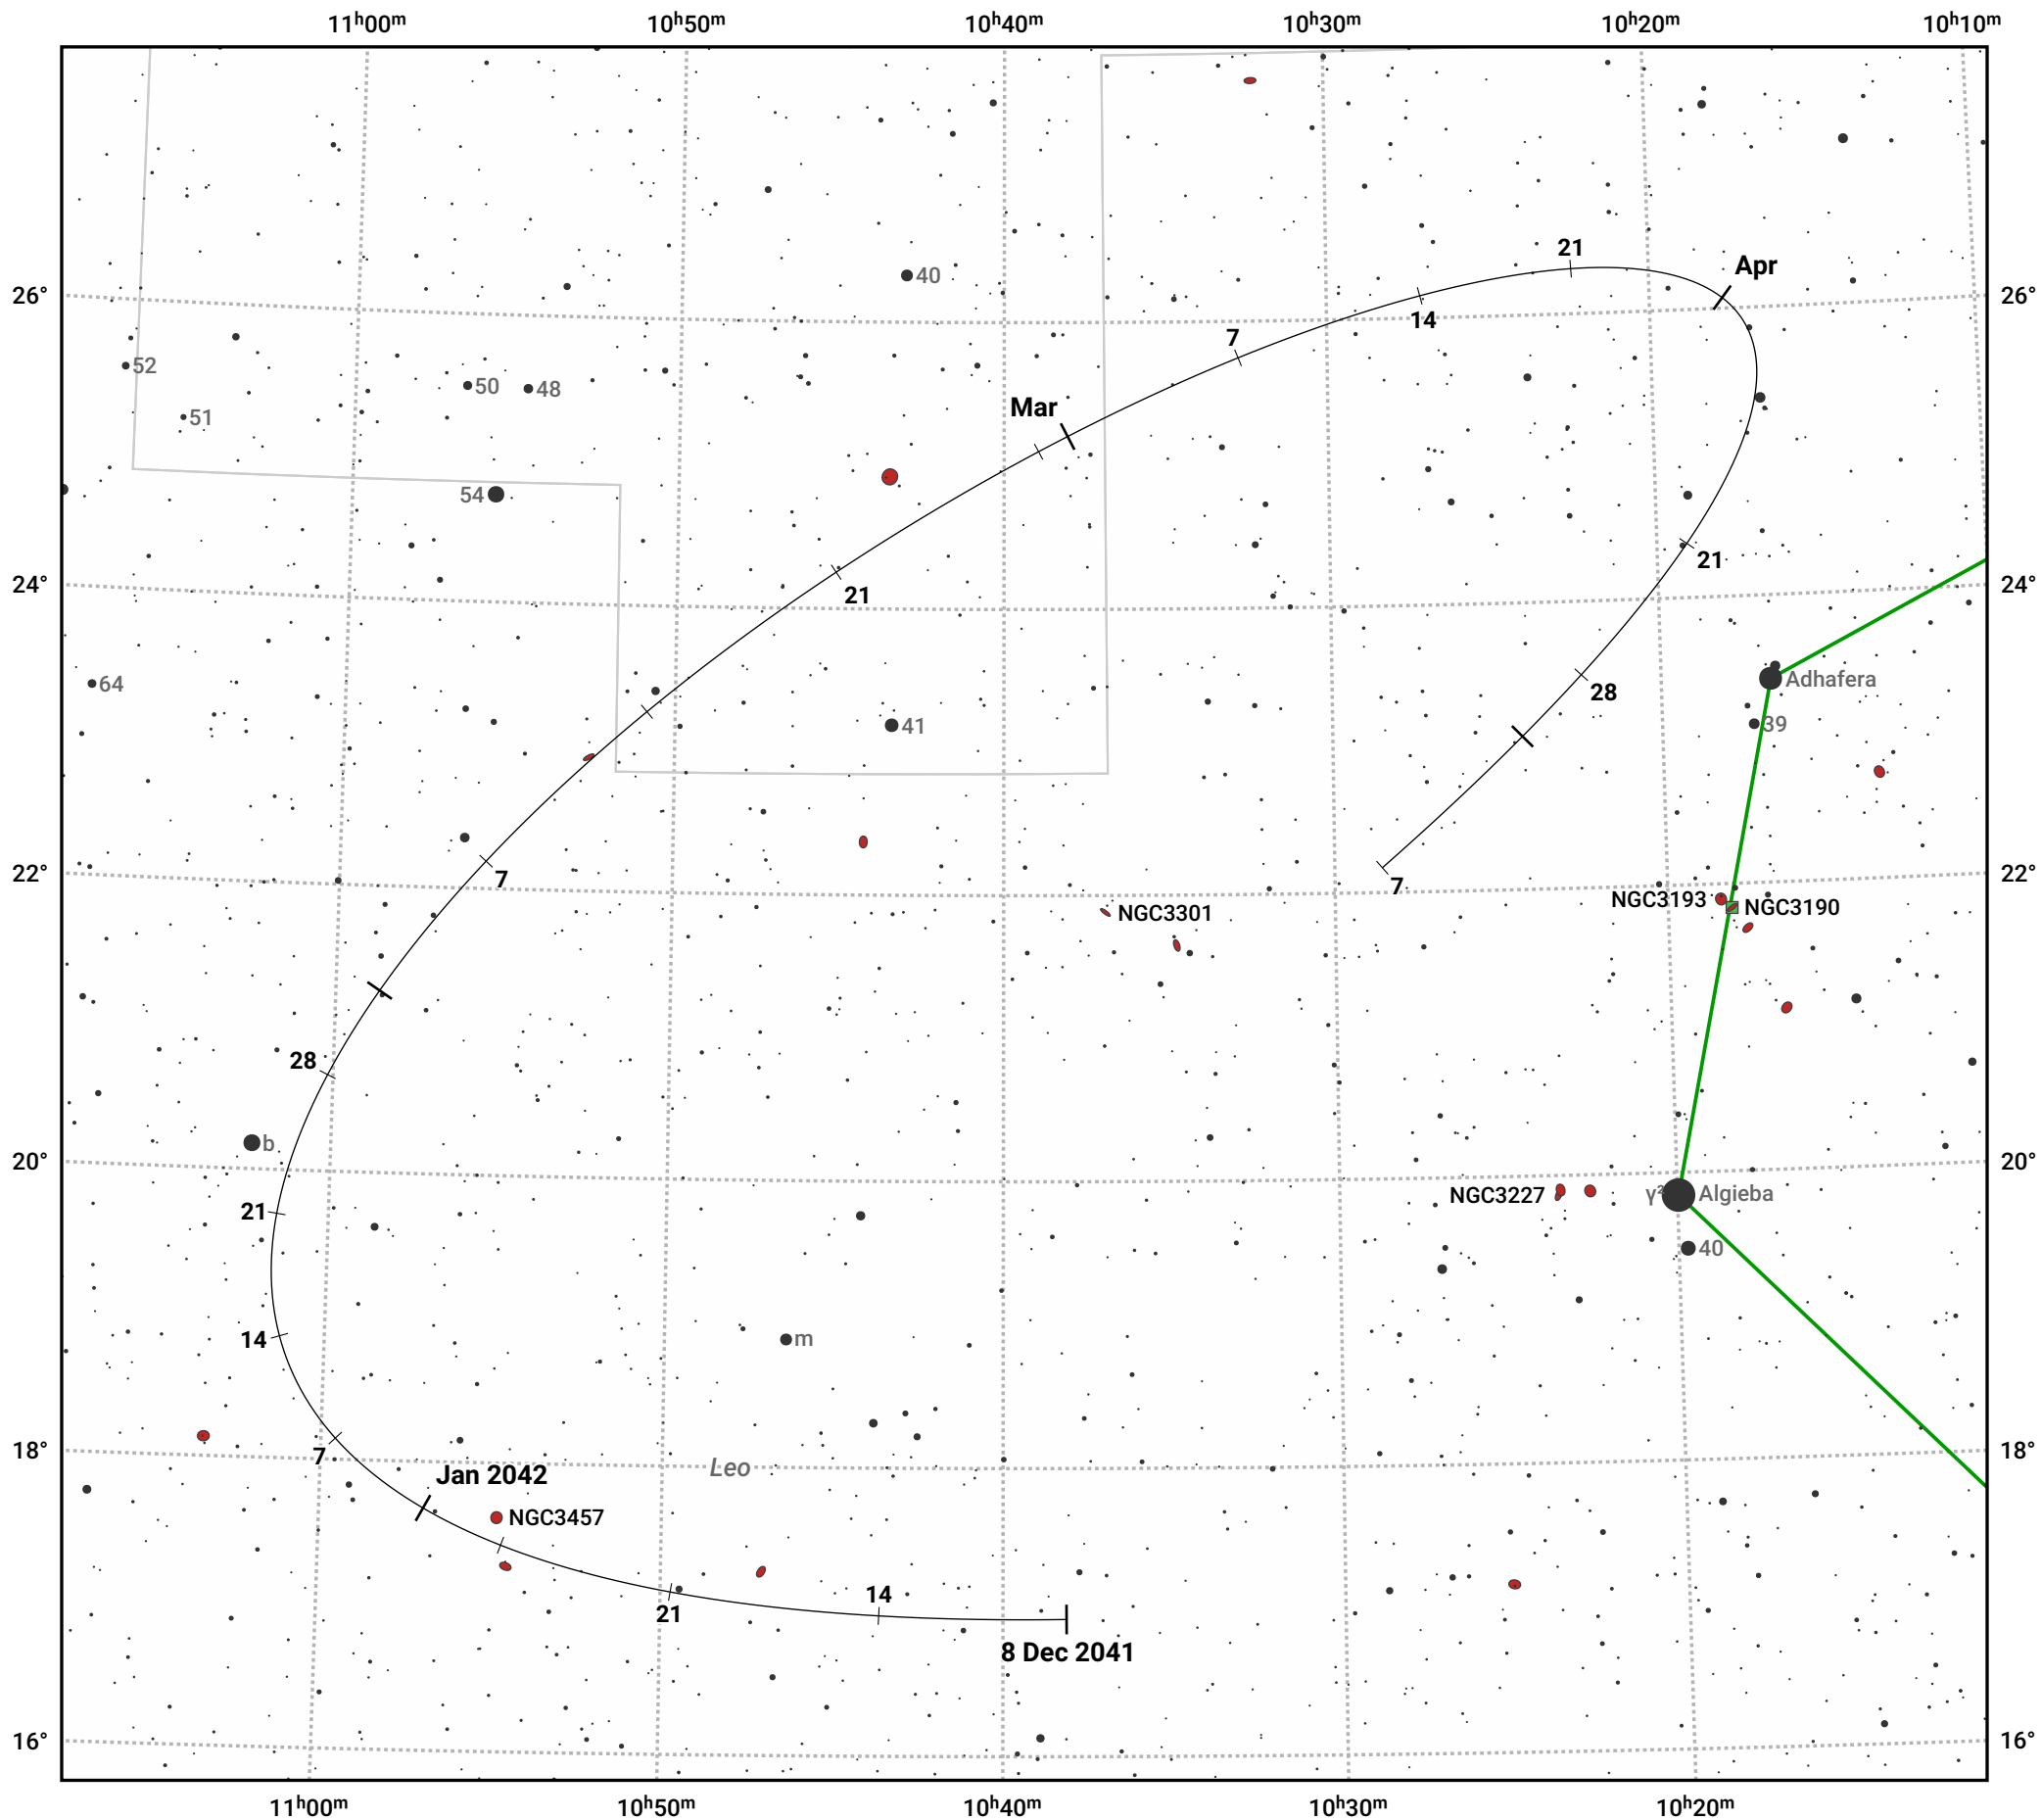 11ʰ00ᵐ 10ʰ50ᵐ 10ʰ40ᵐ 10ʰ30ᵐ 10ʰ20ᵐ 10ʰ10ᵐ
21
Apr
40
26° 26°
14
7
52
50 48
Mar
51
54
21
21
24° 24°
64
Adhafera
28
39
41
22° 22°
7
7
NGC3193 NGC3190
NGC3301
28
b
20° 20°
NGC3227 γ² Algieba
21
40
14 m
18° 18°
7
Leo
Jan 2042
NGC3457
14
21
8 Dec 2041
16° 16°
11ʰ00ᵐ 10ʰ50ᵐ 10ʰ40ᵐ 10ʰ30ᵐ 10ʰ20ᵐ